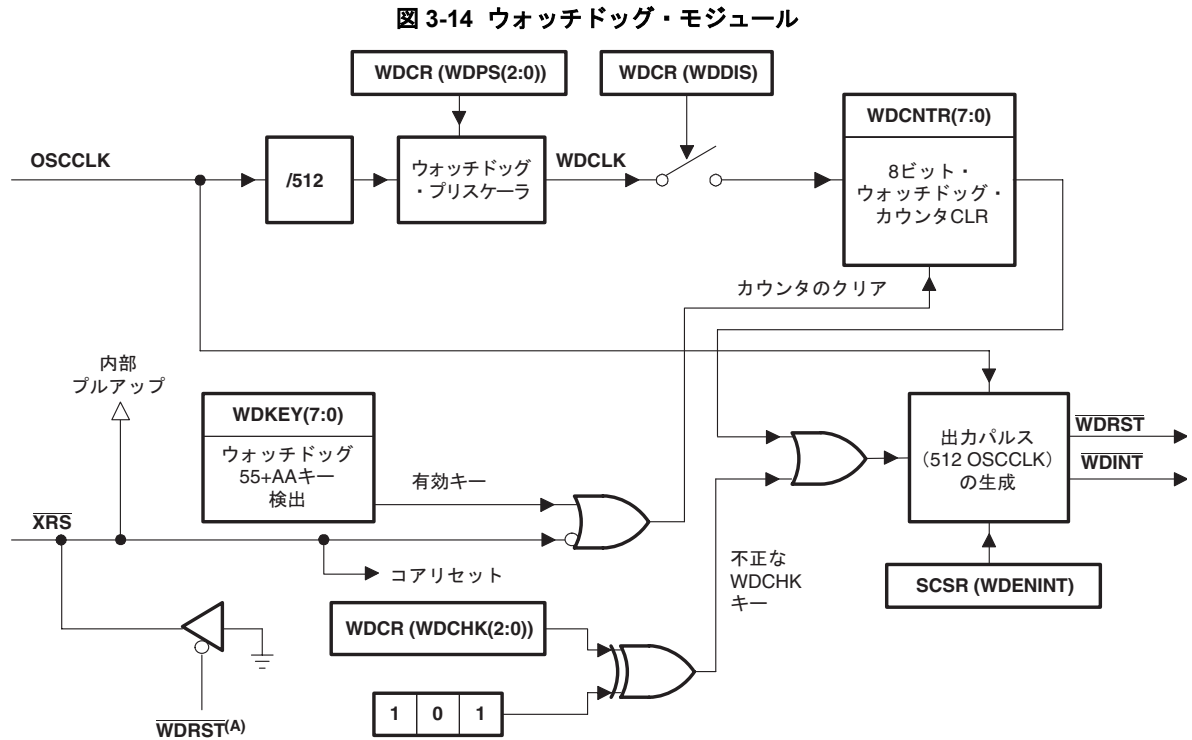 図 3-14 ウォッチドッグ・モジュール
WDCR (WDPS(2:0))
WDCR (WDDIS)
WDCNTR(7:0)
OSCCLK
/512
ウォッチドッグ
・プリスケーラ
WDCLK
8ビット・
ウォッチドッグ・
カウンタCLR
カウンタのクリア
内部
プルアップ
WDKEY(7:0)
ウォッチドッグ
55+AAキー
検出
有効キー
出力パルス
(512 OSCCLK)
の生成
WDRST
WDINT
XRS
コアリセット
不正な
WDCHK
キー
SCSR (WDENINT)
WDCR (WDCHK(2:0))
1 0 1
WDRST(A)